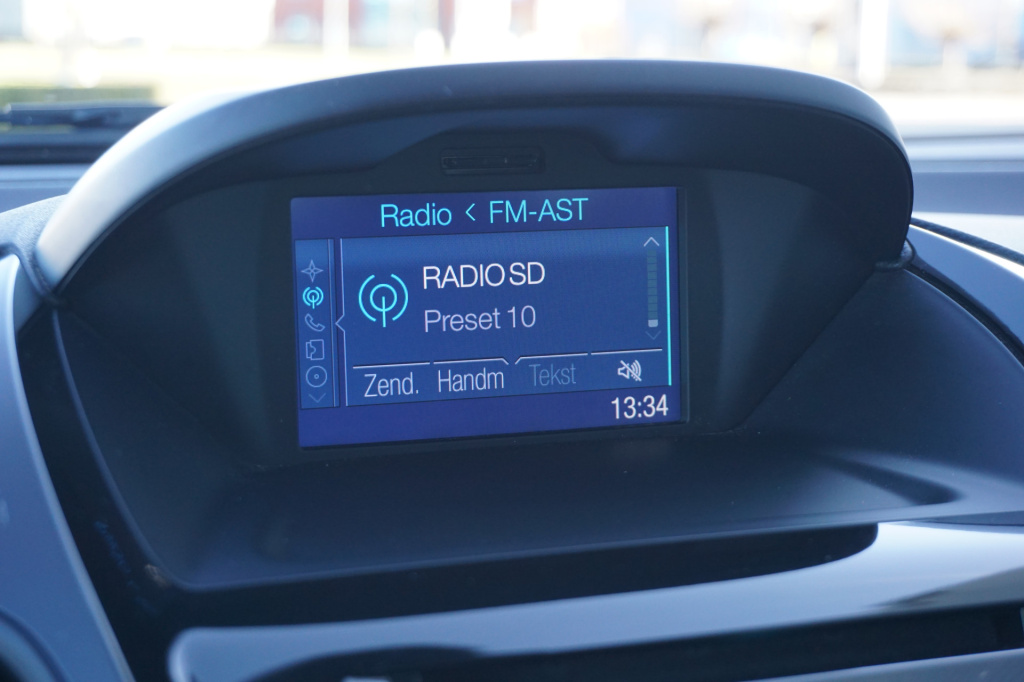 Radio < FM-AST
RADIO SD
Preset 10
Zend. Handm Tekst
13:34